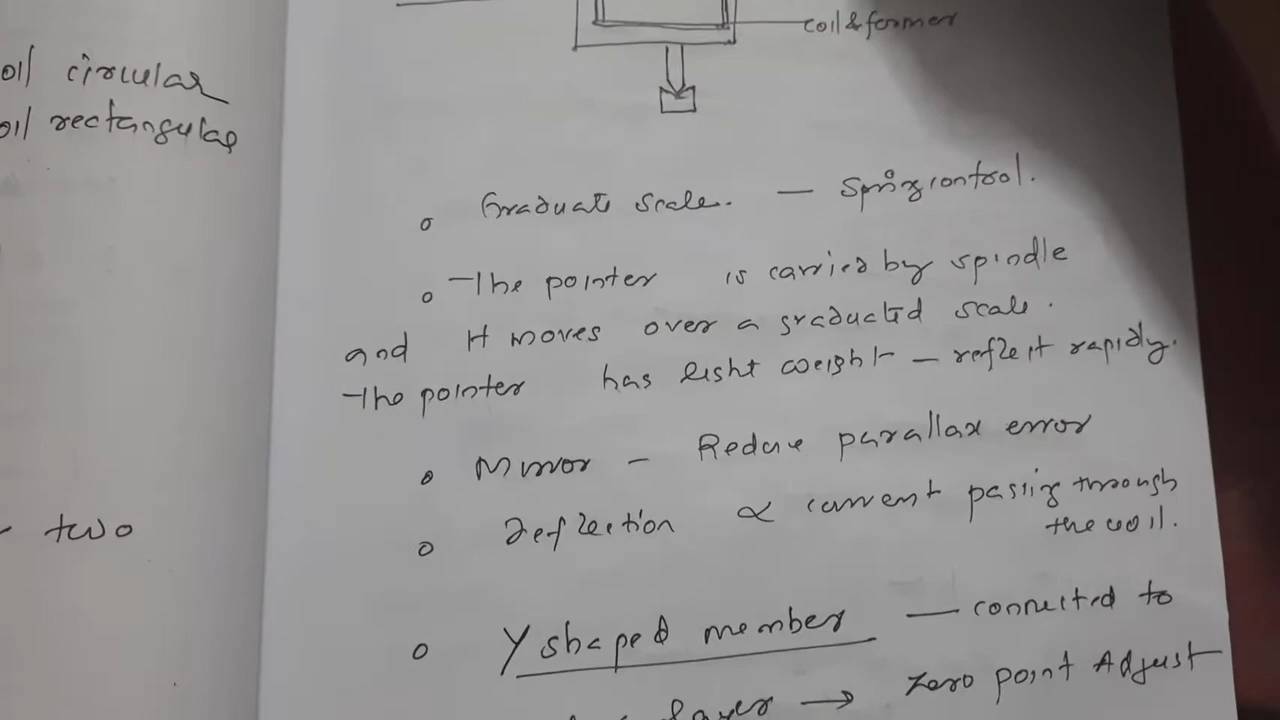 coil & former
circular
rectangular
Graduate scale. — Spring control.
The pointer is carried by spindle
and It moves over a graducted scale.
The pointer has light weight — reflect rapidly.
Mirror — Reduce parallax error
Deflection ∝ current passing through
the coil.
two
Y shaped member — connected to
→ Zero point Adjust